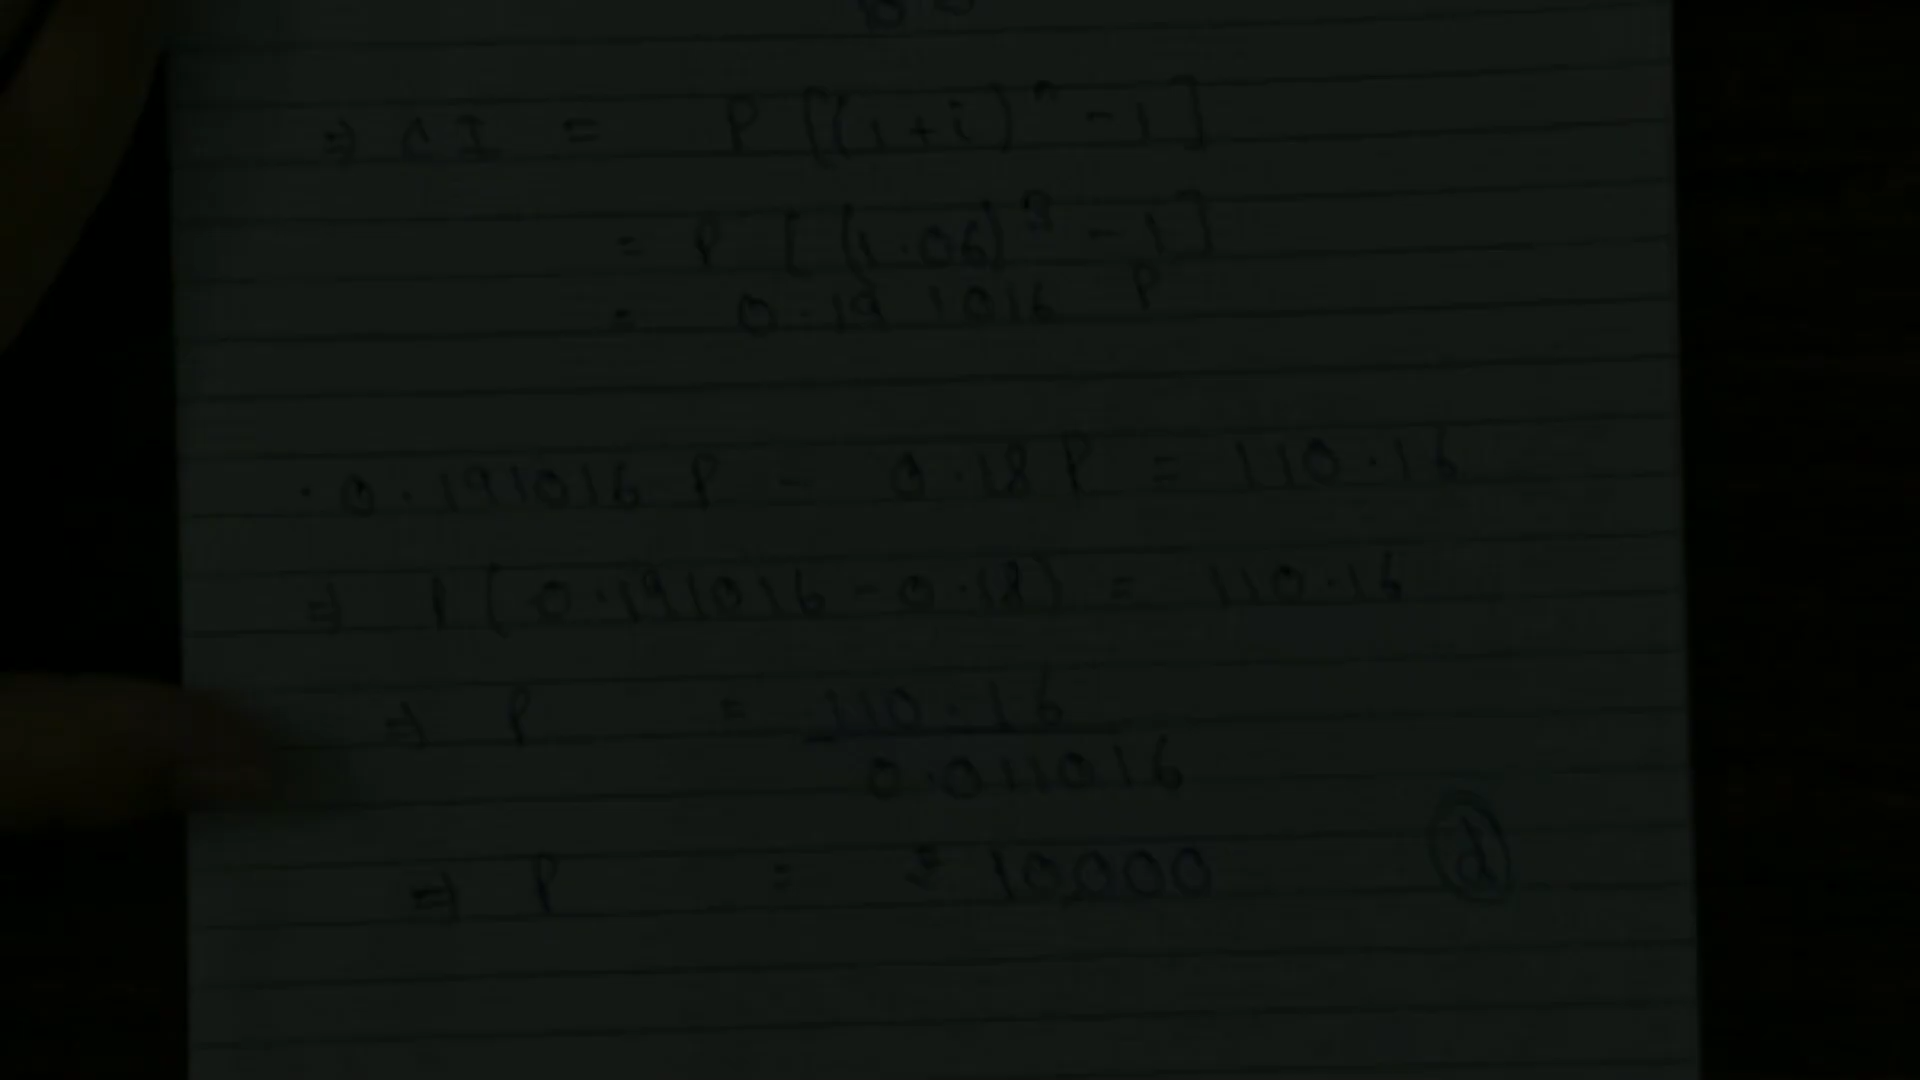 ⇒ CI = P [(1+i)^n - 1]
= P [(1.06)^3 - 1]
= 0.191016 P
0.191016 P - 0.18 P = 110.16
⇒ P (0.191016 - 0.18) = 110.16
⇒ P = 110.16 / 0.011016
⇒ P = ₹ 10000 (d)